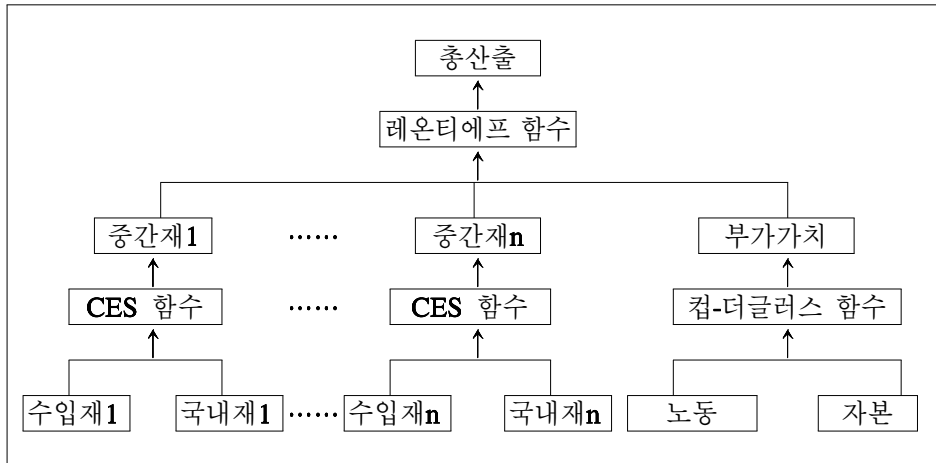 총산출
레온티에프 함수
중간재1 …… 중간재n 부가가치
CES 함수 …… CES 함수 컵-더글러스 함수
수입재1 국내재1 …… 수입재n 국내재n 노동 자본